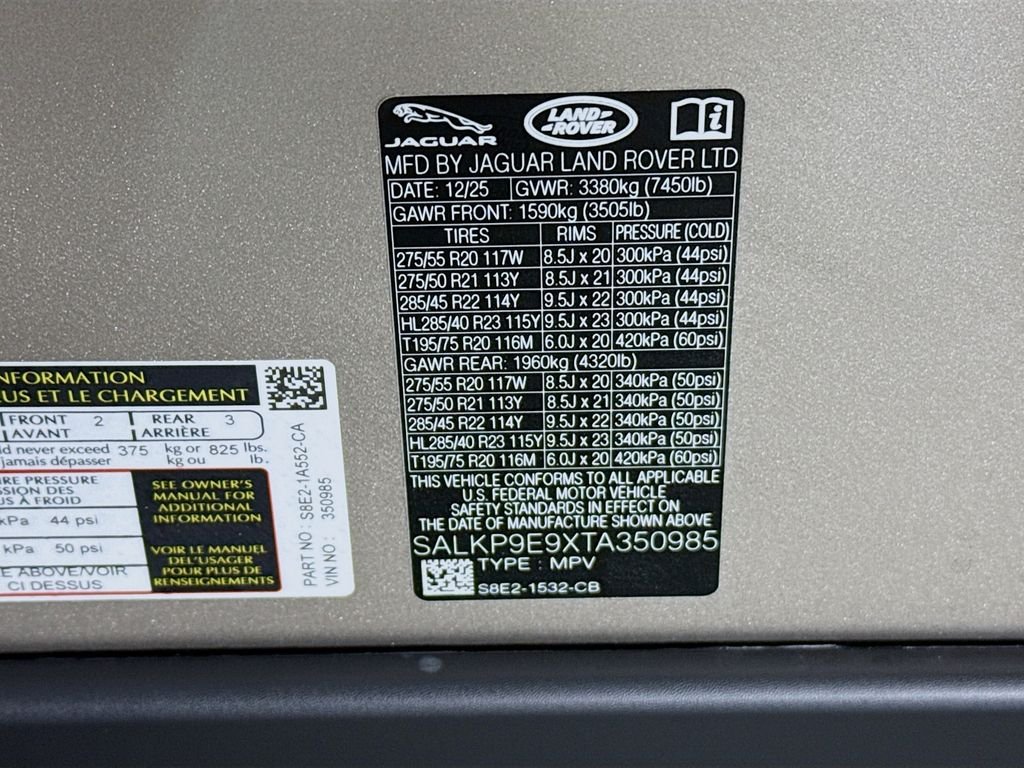 JAGUAR
LAND-
-ROVER
MFD BY JAGUAR LAND ROVER LTD
DATE: 12/25 GVWR: 3380kg (7450lb)
GAWR FRONT: 1590kg (3505lb)
TIRES RIMS PRESSURE (COLD)
275/55 R20 117W 8.5J x 20 300kPa (44psi)
275/50 R21 113Y 8.5J x 21 300kPa (44psi)
285/45 R22 114Y 9.5J x 22 300kPa (44psi)
HL285/40 R23 115Y 9.5J x 23 300kPa (44psi)
T195/75 R20 116M 6.0J x 20 420kPa (60psi)
GAWR REAR: 1960kg (4320lb)
275/55 R20 117W 8.5J x 20 340kPa (50psi)
275/50 R21 113Y 8.5J x 21 340kPa (50psi)
285/45 R22 114Y 9.5J x 22 340kPa (50psi)
HL285/40 R23 115Y 9.5J x 23 340kPa (50psi)
T195/75 R20 116M 6.0J x 20 420kPa (60psi)
THIS VEHICLE CONFORMS TO ALL APPLICABLE
U.S. FEDERAL MOTOR VEHICLE
SAFETY STANDARDS IN EFFECT ON
THE DATE OF MANUFACTURE SHOWN ABOVE
SALKP9E9XTA350985
TYPE : MPV
S8E2-1532-CB
NFORMATION
US ET LE CHARGEMENT
FRONT 2 REAR 3
AVANT ARRIÈRE
d never exceed 375 kg or 825 lbs.
jamais dépasser kg ou lb.
RE PRESSURE
SSION DES
S À FROID
kPa 44 psi
kPa 50 psi
E ABOVE/VOIR
CI DESSUS
SEE OWNER'S
MANUAL FOR
ADDITIONAL
INFORMATION
VOIR LE MANUEL
DEL'USAGER
POUR PLUS DE
RENSEIGNEMENTS
PART NO : S8E2-1A552-CA
VIN NO : 350985